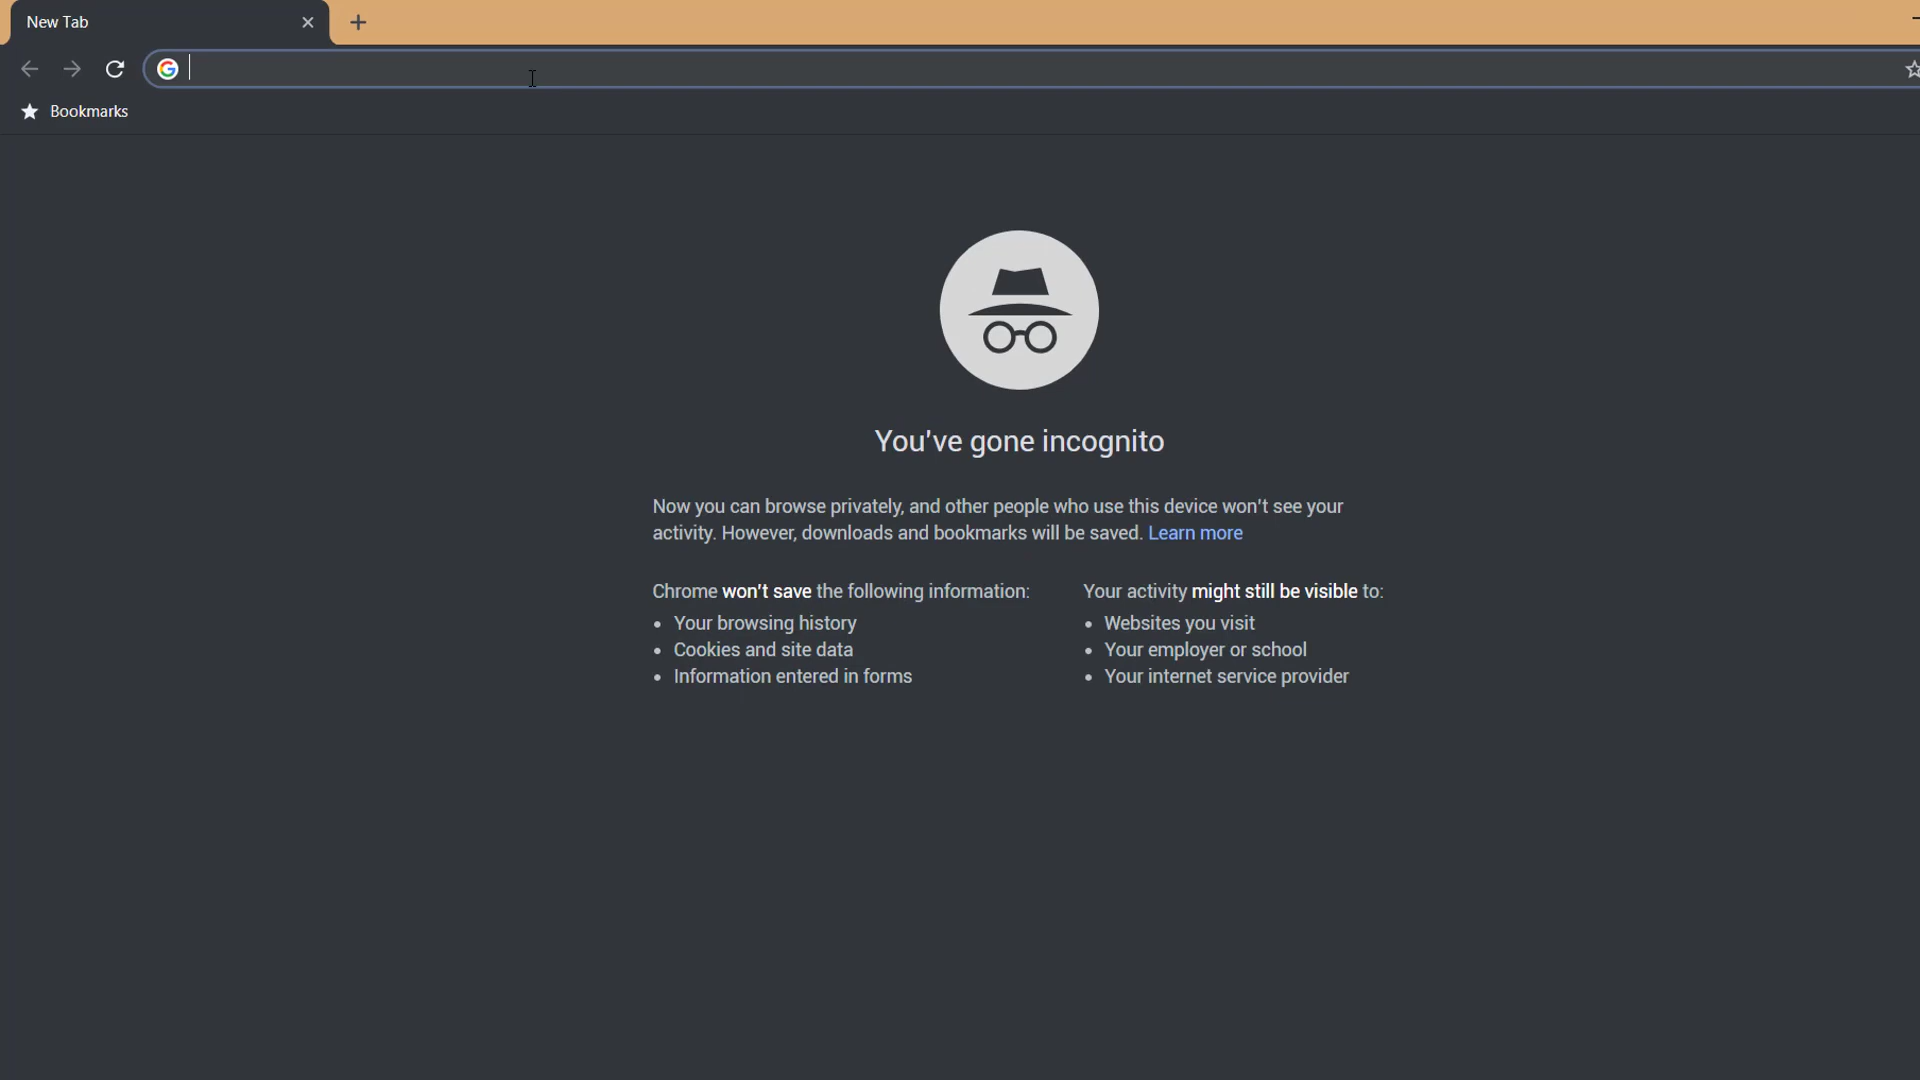 New Tab
Bookmarks
You've gone incognito
Now you can browse privately, and other people who use this device won't see your
activity. However, downloads and bookmarks will be saved. Learn more
Chrome won't save the following information:
• Your browsing history
• Cookies and site data
• Information entered in forms
Your activity might still be visible to:
• Websites you visit
• Your employer or school
• Your internet service provider